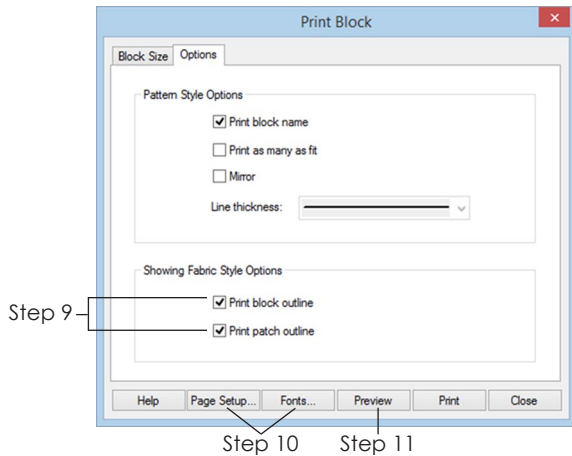 Print Block
Block Size Options
Pattern Style Options
Print block name
Print as many as fit
Mirror
Line thickness:
Showing Fabric Style Options
Step 9
Print block outline
Print patch outline
Help Page Setup... Fonts... Preview Print Close
Step 10 Step 11